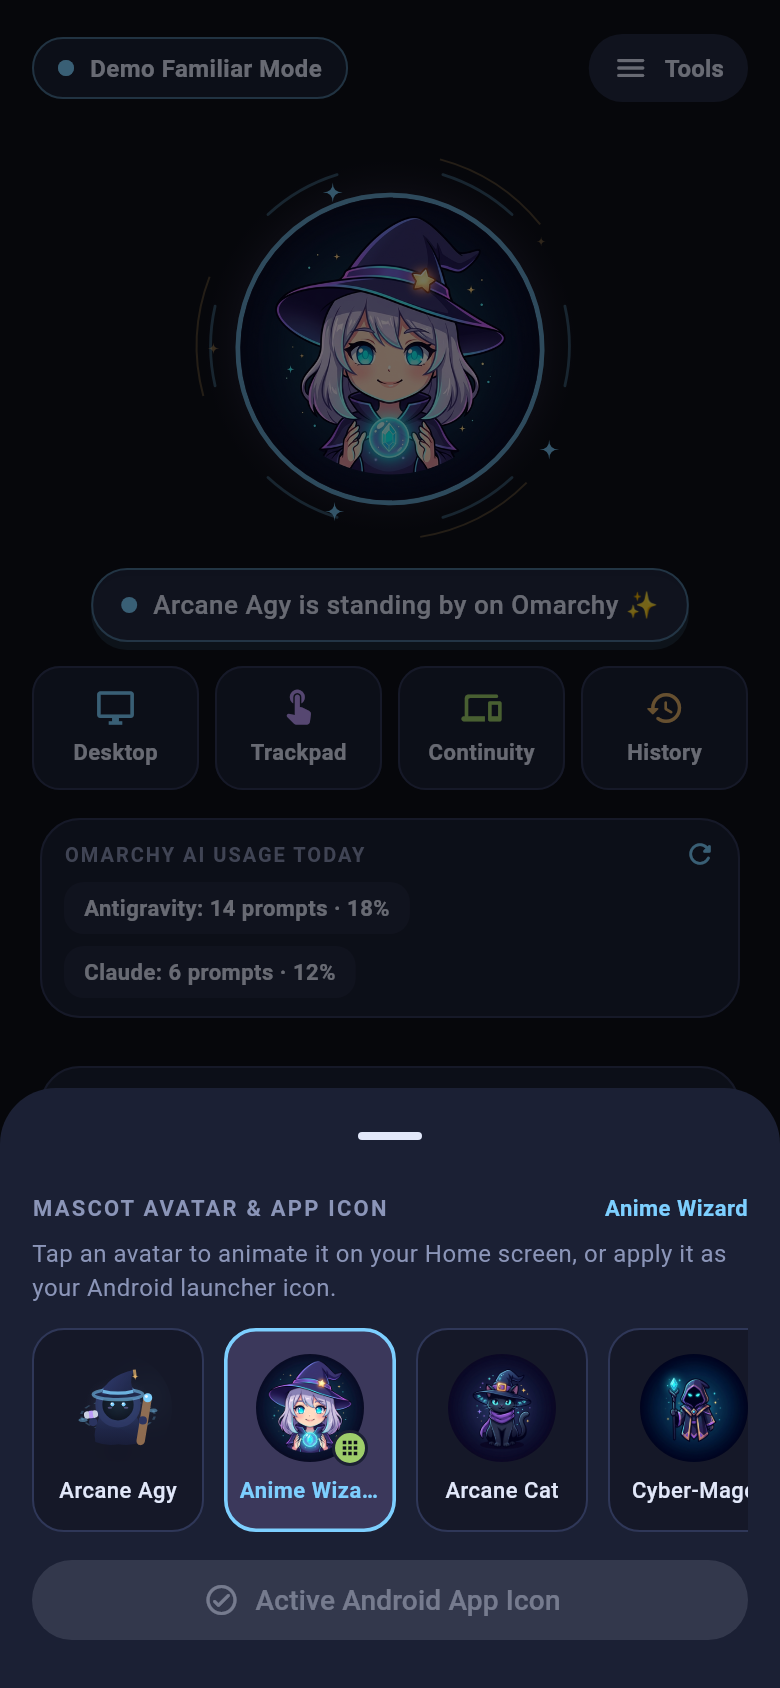 Demo Familiar Mode
Tools
Arcane Agy is standing by on Omarchy ✨
Desktop
Trackpad
Continuity
History
OMARCHY AI USAGE TODAY
Antigravity: 14 prompts · 18%
Claude: 6 prompts · 12%
MASCOT AVATAR & APP ICON
Anime Wizard
Tap an avatar to animate it on your Home screen, or apply it as
your Android launcher icon.
Arcane Agy
Anime Wiza...
Arcane Cat
Cyber-Mage
Active Android App Icon